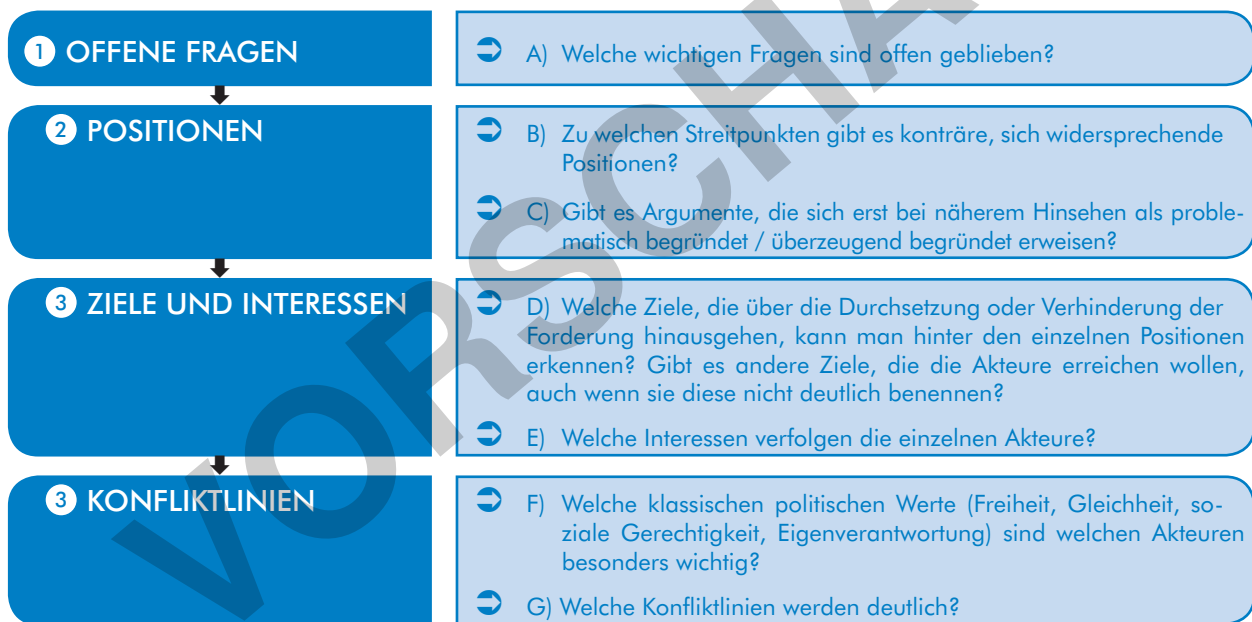 1 OFFENE FRAGEN
A) Welche wichtigen Fragen sind offen geblieben?
2 POSITIONEN
B) Zu welchen Streitpunkten gibt es konträre, sich widersprechende
Positionen?
C) Gibt es Argumente, die sich erst bei näherem Hinsehen als proble-
matisch begründet / überzeugend begründet erweisen?
3 ZIELE UND INTERESSEN
D) Welche Ziele, die über die Durchsetzung oder Verhinderung der
Forderung hinausgehen, kann man hinter den einzelnen Positionen
erkennen? Gibt es andere Ziele, die die Akteure erreichen wollen,
auch wenn sie diese nicht deutlich benennen?
E) Welche Interessen verfolgen die einzelnen Akteure?
3 KONFLIKTLINIEN
F) Welche klassischen politischen Werte (Freiheit, Gleichheit, so-
ziale Gerechtigkeit, Eigenverantwortung) sind welchen Akteuren
besonders wichtig?
G) Welche Konfliktlinien werden deutlich?
VORSCHA